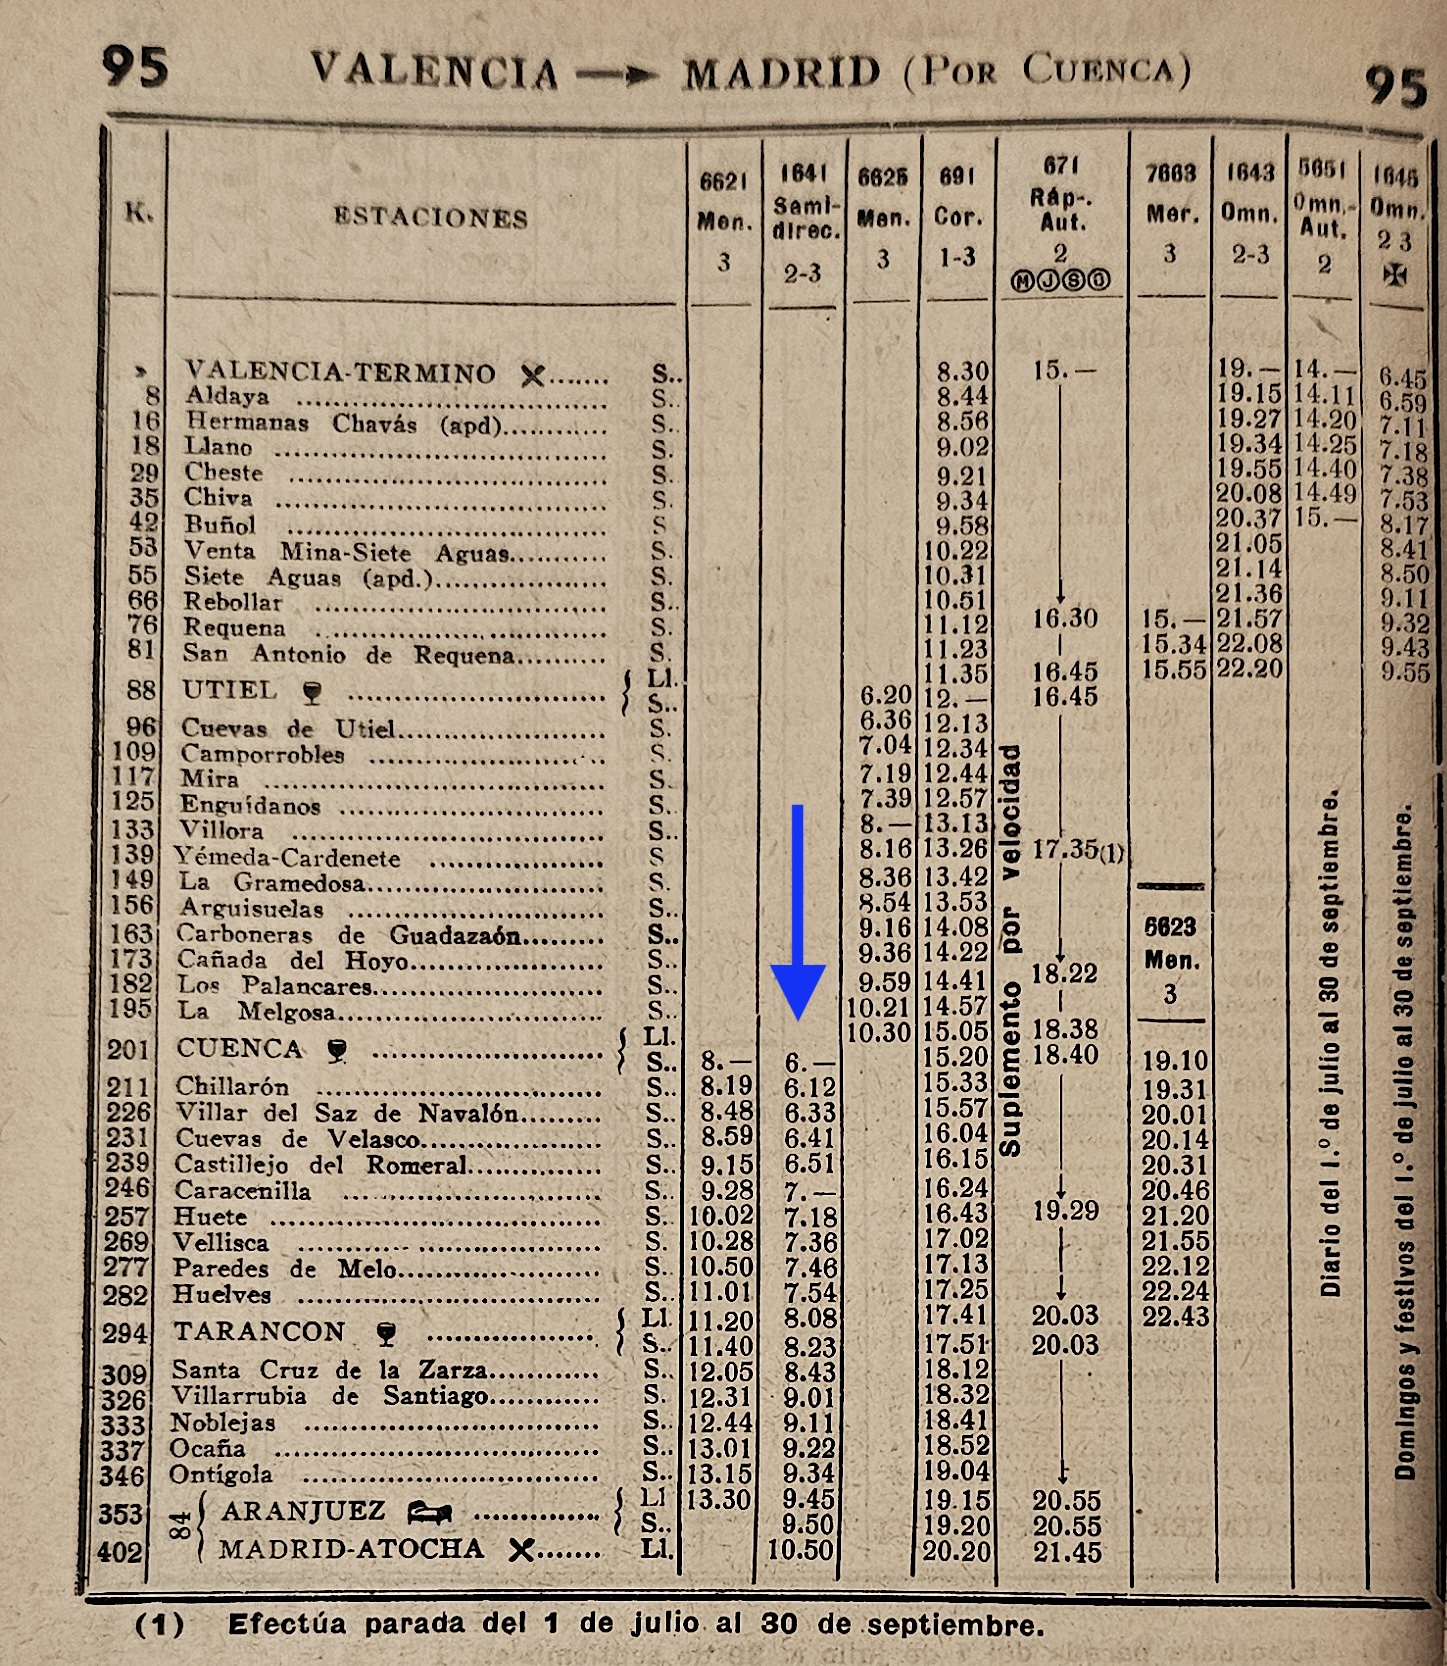 95 VALENCIA → MADRID (POR CUENCA) 95
K. ESTACIONES 6621 Men. 3 1641 Semi-direc. 2-3 6625 Men. 3 691 Cor. 1-3 671 Ráp-. Aut. 2 M J S D 7663 Mer. 3 1643 Omn. 2-3 5651 Omn.-Aut. 2 1645 Omn. 2 3 ✠
» VALENCIA-TERMINO S.. 8.30 15.— 19.— 14.— 6.45
8 Aldaya S.. 8.44 19.15 14.11 6.59
16 Hermanas Chavás (apd) S.. 8.56 19.27 14.20 7.11
18 Llano S. 9.02 19.34 14.25 7.18
29 Cheste S. 9.21 19.55 14.40 7.38
35 Chiva S. 9.34 20.08 14.49 7.53
42 Buñol S 9.58 20.37 15.— 8.17
53 Venta Mina-Siete Aguas S. 10.22 21.05 8.41
55 Siete Aguas (apd.) S. 10.31 21.14 8.50
66 Rebollar S.. 10.51 21.36 9.11
76 Requena S. 11.12 16.30 15.— 21.57 9.32
81 San Antonio de Requena S. 11.23 15.34 22.08 9.43
88 UTIEL Ll. 11.35 16.45 15.55 22.20 9.55
S.. 6.20 12.— 16.45
96 Cuevas de Utiel S. 6.36 12.13
109 Camporrobles S. 7.04 12.34
117 Mira S. 7.19 12.44
125 Enguídanos S.. 7.39 12.57
133 Villora S.. 8.— 13.13
139 Yémeda-Cardenete S 8.16 13.26 17.35(1)
149 La Gramedosa S. 8.36 13.42
156 Arguisuelas S.. 8.54 13.53
163 Carboneras de Guadazaón S.. 9.16 14.08
173 Cañada del Hoyo S.. 9.36 14.22
182 Los Palancares S.. 9.59 14.41 18.22
195 La Melgosa S.. 10.21 14.57
6623
Men.
3
201 CUENCA Ll. 10.30 15.05 18.38
S.. 8.— 6.— 15.20 18.40 19.10
211 Chillarón S.. 8.19 6.12 15.33 19.31
226 Villar del Saz de Navalón S.. 8.48 6.33 15.57 20.01
231 Cuevas de Velasco S.. 8.59 6.41 16.04 20.14
239 Castillejo del Romeral S.. 9.15 6.51 16.15 20.31
246 Caracenilla S.. 9.28 7.— 16.24 20.46
257 Huete S.. 10.02 7.18 16.43 19.29 21.20
269 Vellisca S. 10.28 7.36 17.02 21.55
277 Paredes de Melo S.. 10.50 7.46 17.13 22.12
282 Huelves S.. 11.01 7.54 17.25 22.24
294 TARANCON Ll. 11.20 8.08 17.41 20.03 22.43
S.. 11.40 8.23 17.51 20.03
309 Santa Cruz de la Zarza S.. 12.05 8.43 18.12
326 Villarrubia de Santiago S. 12.31 9.01 18.32
333 Noblejas S.. 12.44 9.11 18.41
337 Ocaña S.. 13.01 9.22 18.52
346 Ontígola S.. 13.15 9.34 19.04
353 84 ARANJUEZ Ll 13.30 9.45 19.15 20.55
S.. 9.50 19.20 20.55
402 MADRID-ATOCHA Ll. 10.50 20.20 21.45
Suplemento por velocidad
Diario del 1.º de julio al 30 de septiembre.
Domingos y festivos del 1.º de julio al 30 de septiembre.
(1) Efectúa parada del 1 de julio al 30 de septiembre.